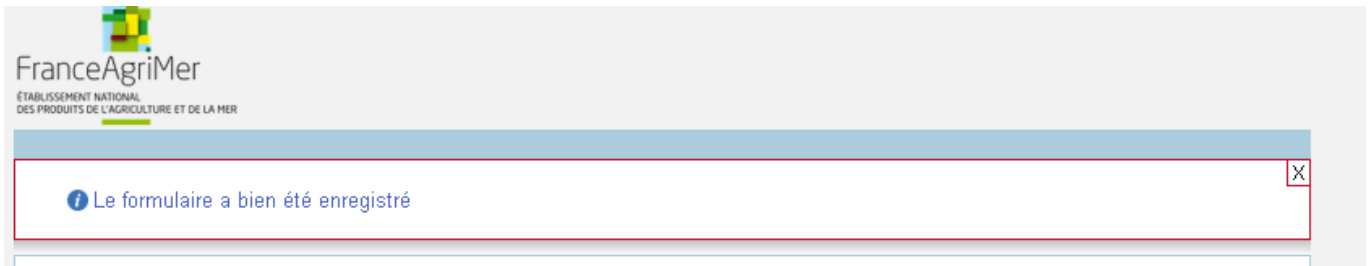 FranceAgriMer
ÉTABLISSEMENT NATIONAL
DES PRODUITS DE L'AGRICULTURE ET DE LA MER
X
Le formulaire a bien été enregistré